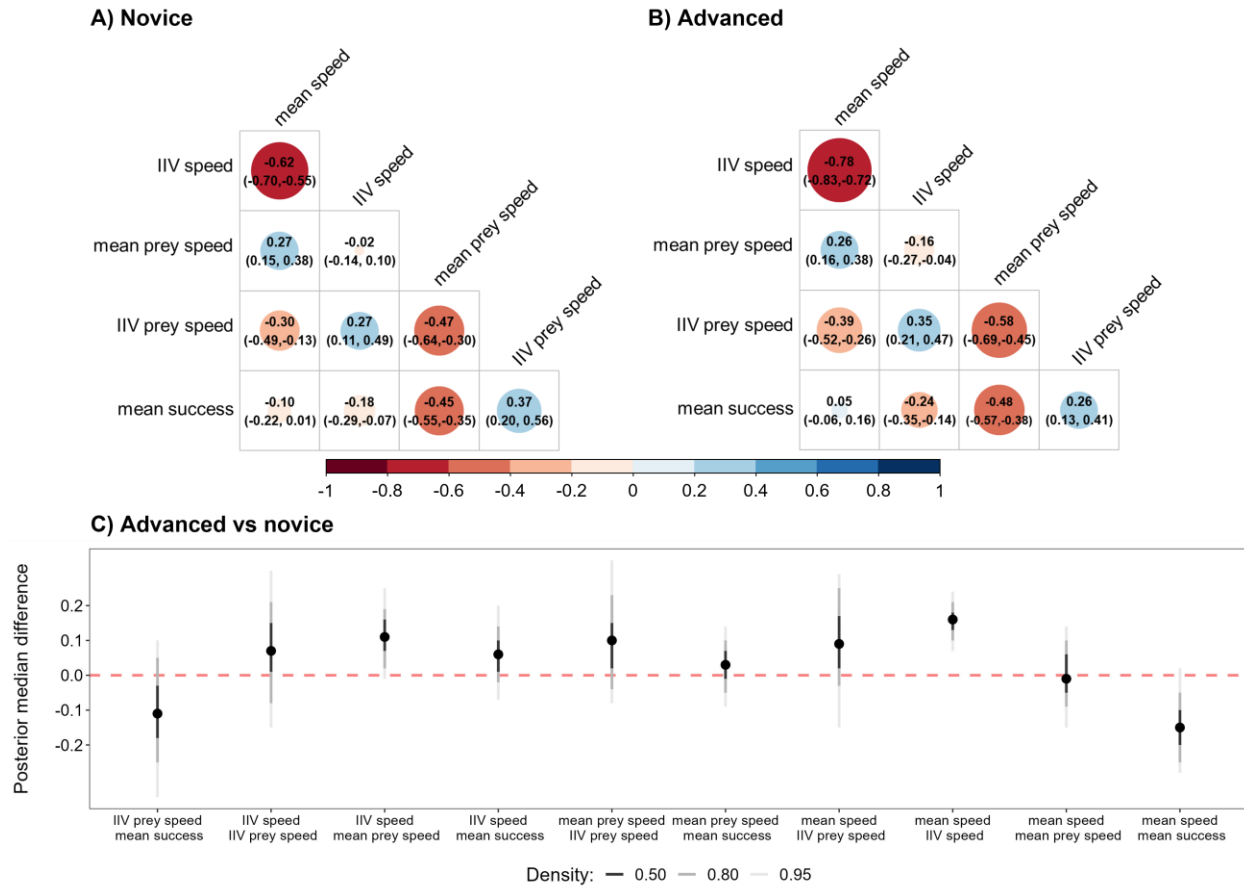 A) Novice
mean speed
IIV speed
-0.62
(-0.70,-0.55)
IIV speed
mean prey speed
0.27
(0.15, 0.38)
-0.02
(-0.14, 0.10)
mean prey speed
IIV prey speed
-0.30
(-0.49,-0.13)
0.27
(0.11, 0.49)
-0.47
(-0.64,-0.30)
IIV prey speed
mean success
-0.10
(-0.22, 0.01)
-0.18
(-0.29,-0.07)
-0.45
(-0.55,-0.35)
0.37
(0.20, 0.56)
B) Advanced
mean speed
IIV speed
-0.78
(-0.83,-0.72)
IIV speed
mean prey speed
0.26
(0.16, 0.38)
-0.16
(-0.27,-0.04)
mean prey speed
IIV prey speed
-0.39
(-0.52,-0.26)
0.35
(0.21, 0.47)
-0.58
(-0.69,-0.45)
IIV prey speed
mean success
0.05
(-0.06, 0.16)
-0.24
(-0.35,-0.14)
-0.48
(-0.57,-0.38)
0.26
(0.13, 0.41)
-1 -0.8 -0.6 -0.4 -0.2 0 0.2 0.4 0.6 0.8 1
C) Advanced vs novice
Posterior median difference
0.2
0.1
0.0
-0.1
-0.2
IIV prey speed
mean success
IIV speed
IIV prey speed
IIV speed
mean prey speed
IIV speed
mean success
mean prey speed
IIV prey speed
mean prey speed
mean success
mean speed
IIV prey speed
mean speed
IIV speed
mean speed
mean prey speed
mean speed
mean success
Density: 0.50 0.80 0.95